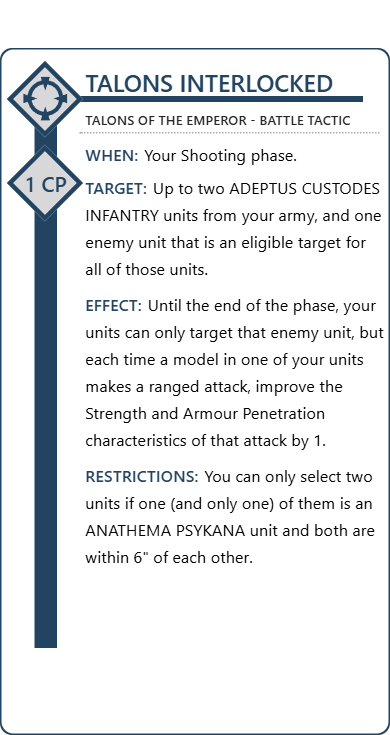 TALONS INTERLOCKED
TALONS OF THE EMPEROR - BATTLE TACTIC
WHEN: Your Shooting phase.
1 CP
TARGET: Up to two ADEPTUS CUSTODES
INFANTRY units from your army, and one
enemy unit that is an eligible target for
all of those units.
EFFECT: Until the end of the phase, your
units can only target that enemy unit, but
each time a model in one of your units
makes a ranged attack, improve the
Strength and Armour Penetration
characteristics of that attack by 1.
RESTRICTIONS: You can only select two
units if one (and only one) of them is an
ANATHEMA PSYKANA unit and both are
within 6" of each other.